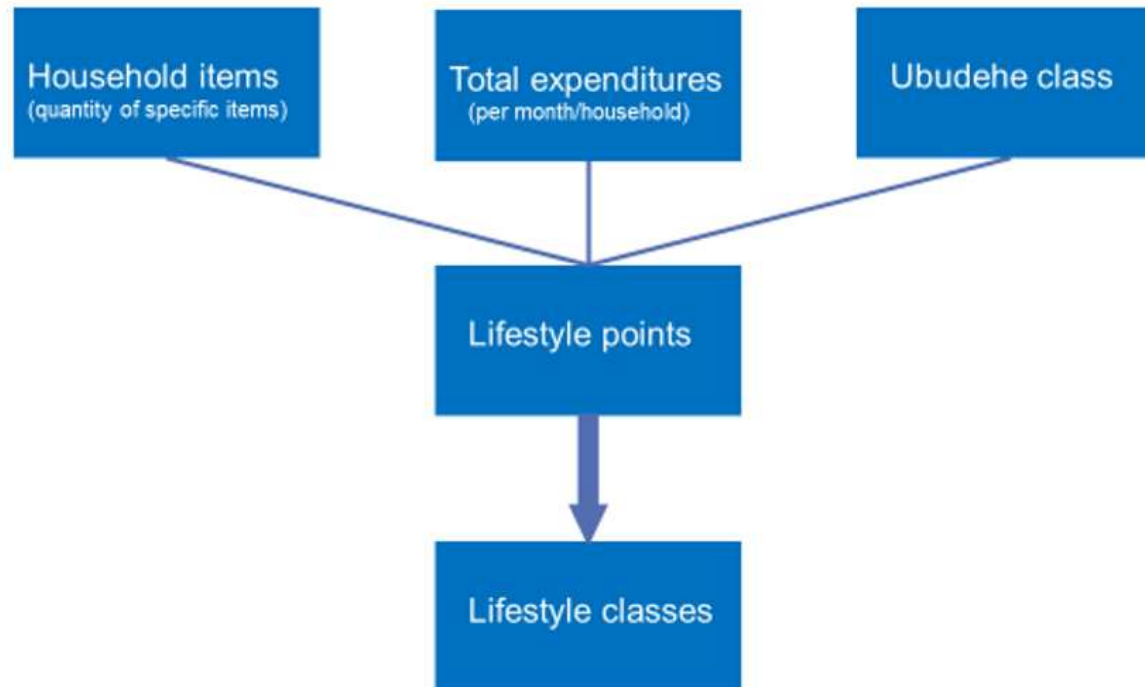 Household items
(quantity of specific items)
Total expenditures
(per month/household)
Ubudehe class
Lifestyle points
Lifestyle classes